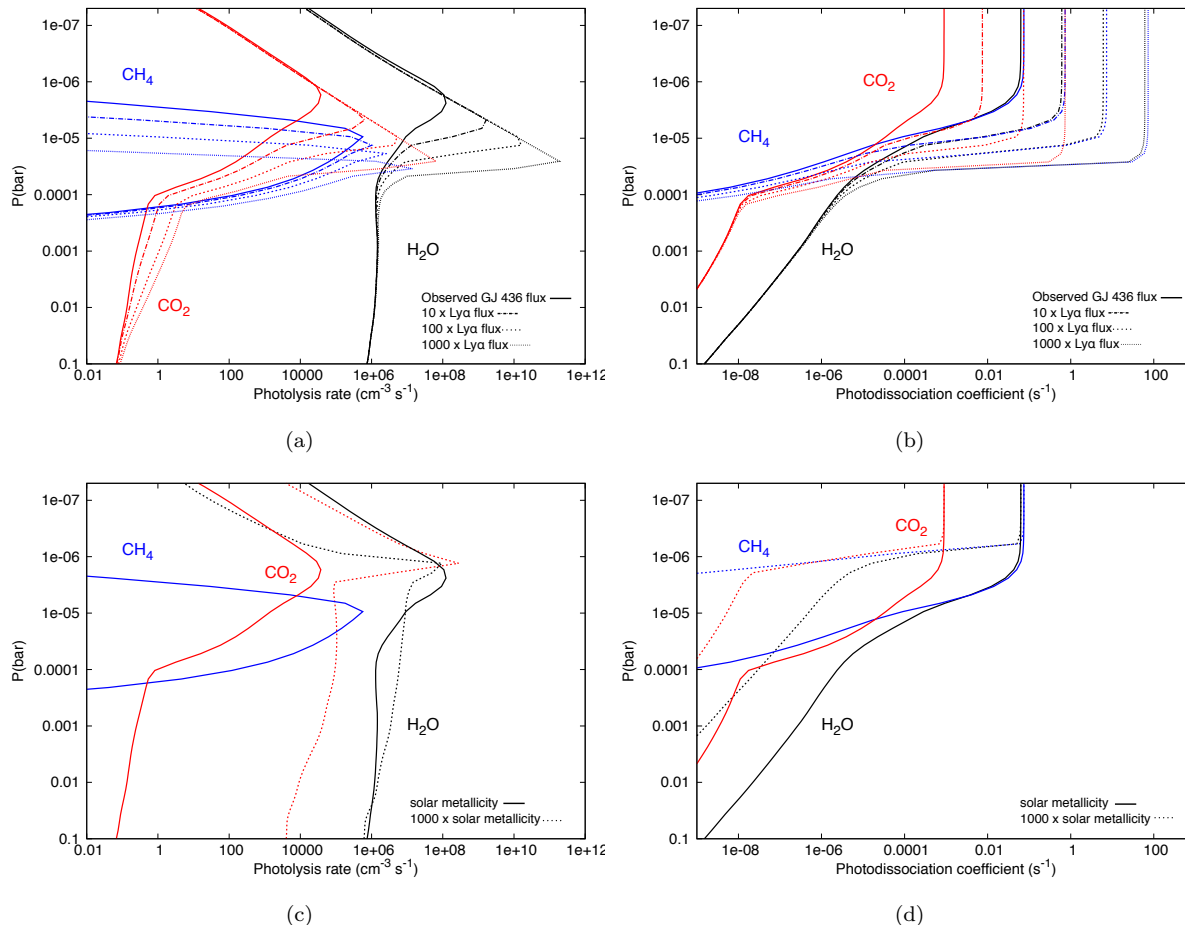 1e-07
1e-06
1e-05
0.0001
0.001
0.01
0.1
P(bar)
CH4
CO2
H2O
Observed GJ 436 flux
10 x Lyα flux
100 x Lyα flux
1000 x Lyα flux
0.01 1 100 10000 1e+06 1e+08 1e+10 1e+12
Photolysis rate (cm-3 s-1)
(a)
1e-07
1e-06
1e-05
0.0001
0.001
0.01
0.1
P(bar)
CO2
CH4
H2O
Observed GJ 436 flux
10 x Lyα flux
100 x Lyα flux
1000 x Lyα flux
1e-08 1e-06 0.0001 0.01 1 100
Photodissociation coefficient (s-1)
(b)
1e-07
1e-06
1e-05
0.0001
0.001
0.01
0.1
P(bar)
CH4
CO2
H2O
solar metallicity
1000 x solar metallicity
0.01 1 100 10000 1e+06 1e+08 1e+10 1e+12
Photolysis rate (cm-3 s-1)
(c)
1e-07
1e-06
1e-05
0.0001
0.001
0.01
0.1
P(bar)
CO2
CH4
H2O
solar metallicity
1000 x solar metallicity
1e-08 1e-06 0.0001 0.01 1 100
Photodissociation coefficient (s-1)
(d)